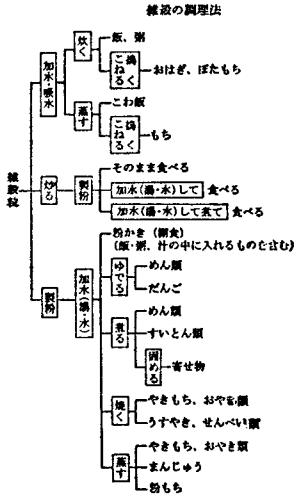 雑穀の調理法
雑穀粒
加水・吸水
炊く
飯、粥
搗く
こねる
おはぎ、ぼたもち
蒸す
こわ飯
搗く
こねる
もち
炒る
製粉
そのまま食べる
加水(湯・水)して、食べる
加水(湯・水)して煮て、食べる
製粉
加水(湯・水)
粉かき(副食)
(飯・粥、汁の中に入れるものを含む)
ゆでる
めん類
だんご
煮る
めん類
すいとん類
固める
寄せ物
焼く
やきもち、おやき類
うすやき、せんべい類
蒸す
やきもち、おやき類
まんじゅう
粉もち